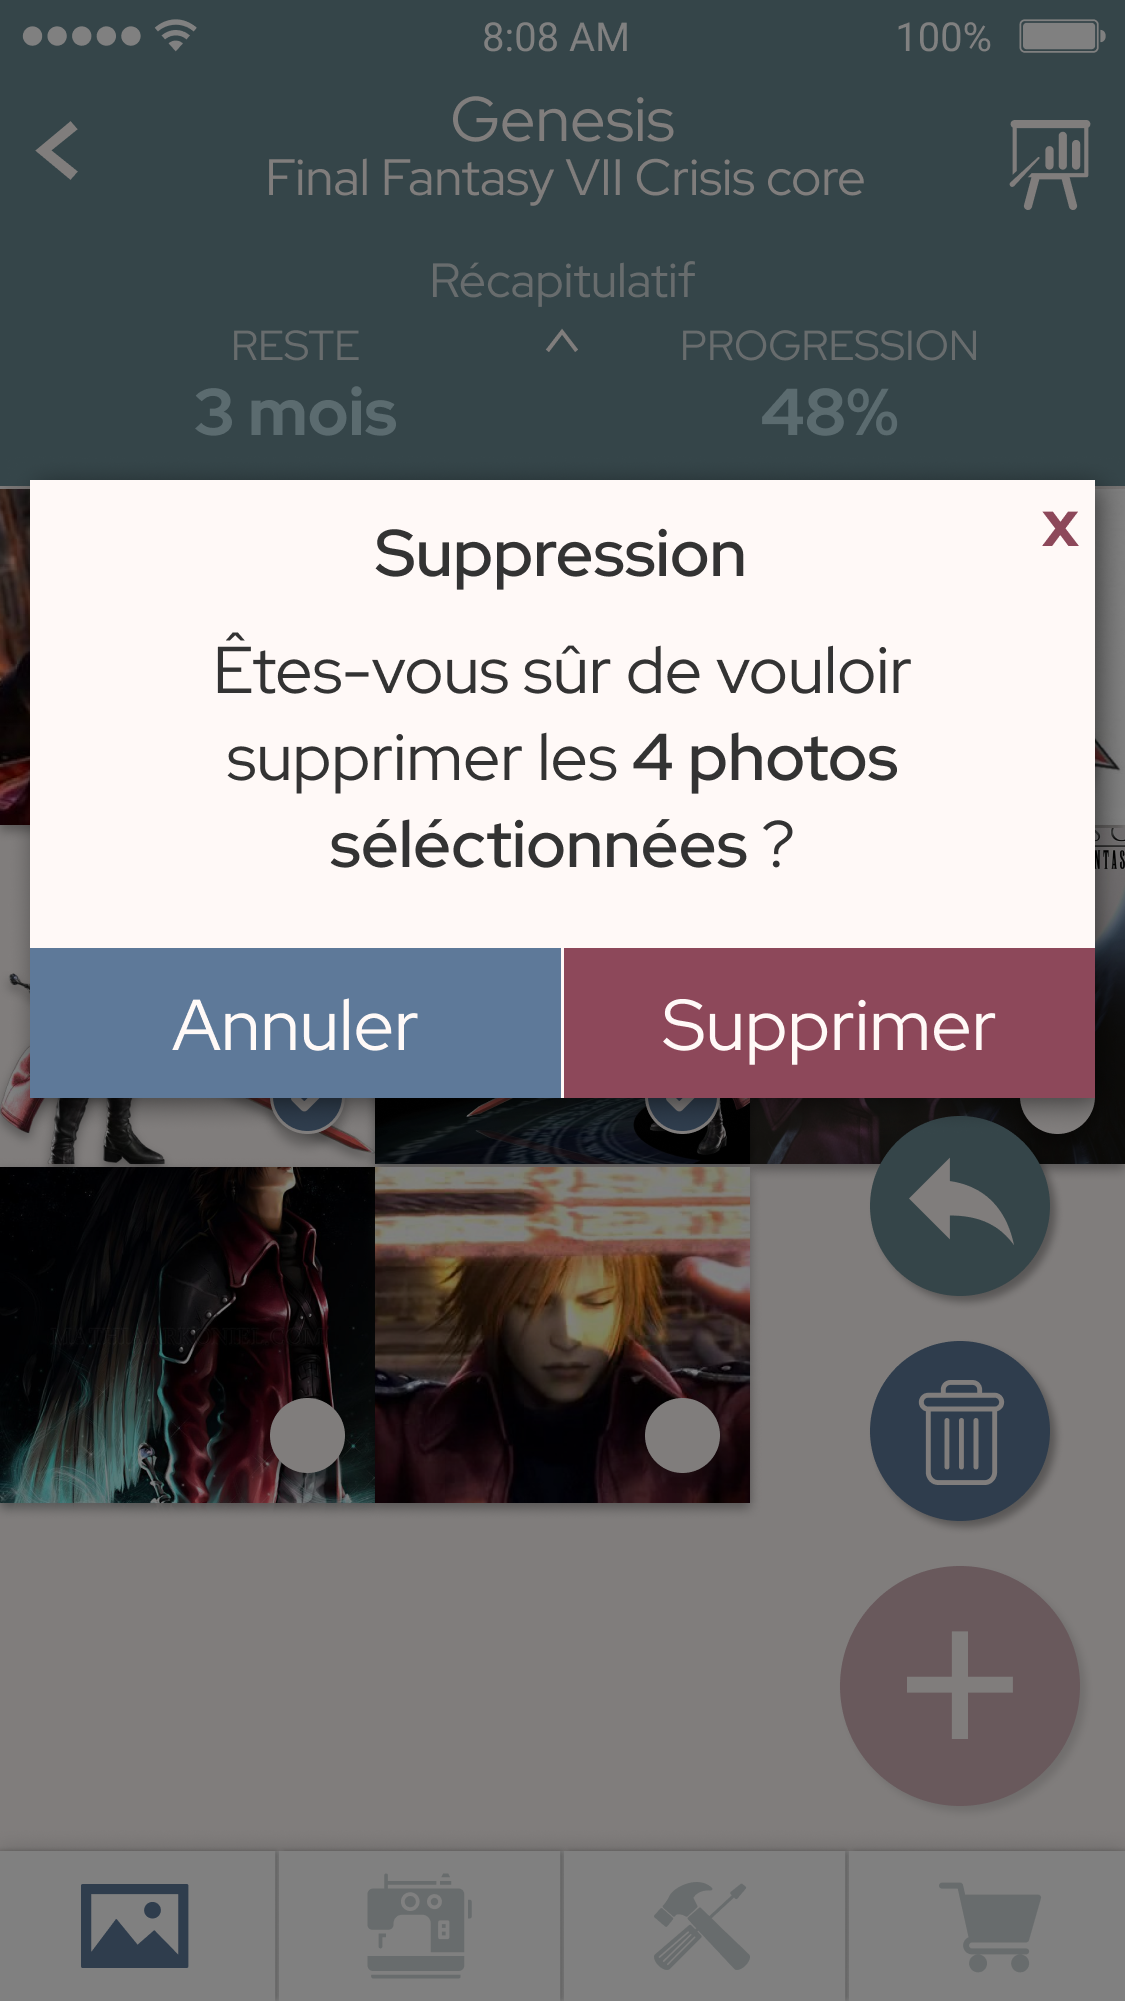 8:08 AM
100%
Genesis
Final Fantasy VII Crisis core
Récapitulatif
RESTE
PROGRESSION
3 mois
48%
X
Suppression
Êtes-vous sûr de vouloir
supprimer les 4 photos
séléctionnées ?
Annuler
Supprimer